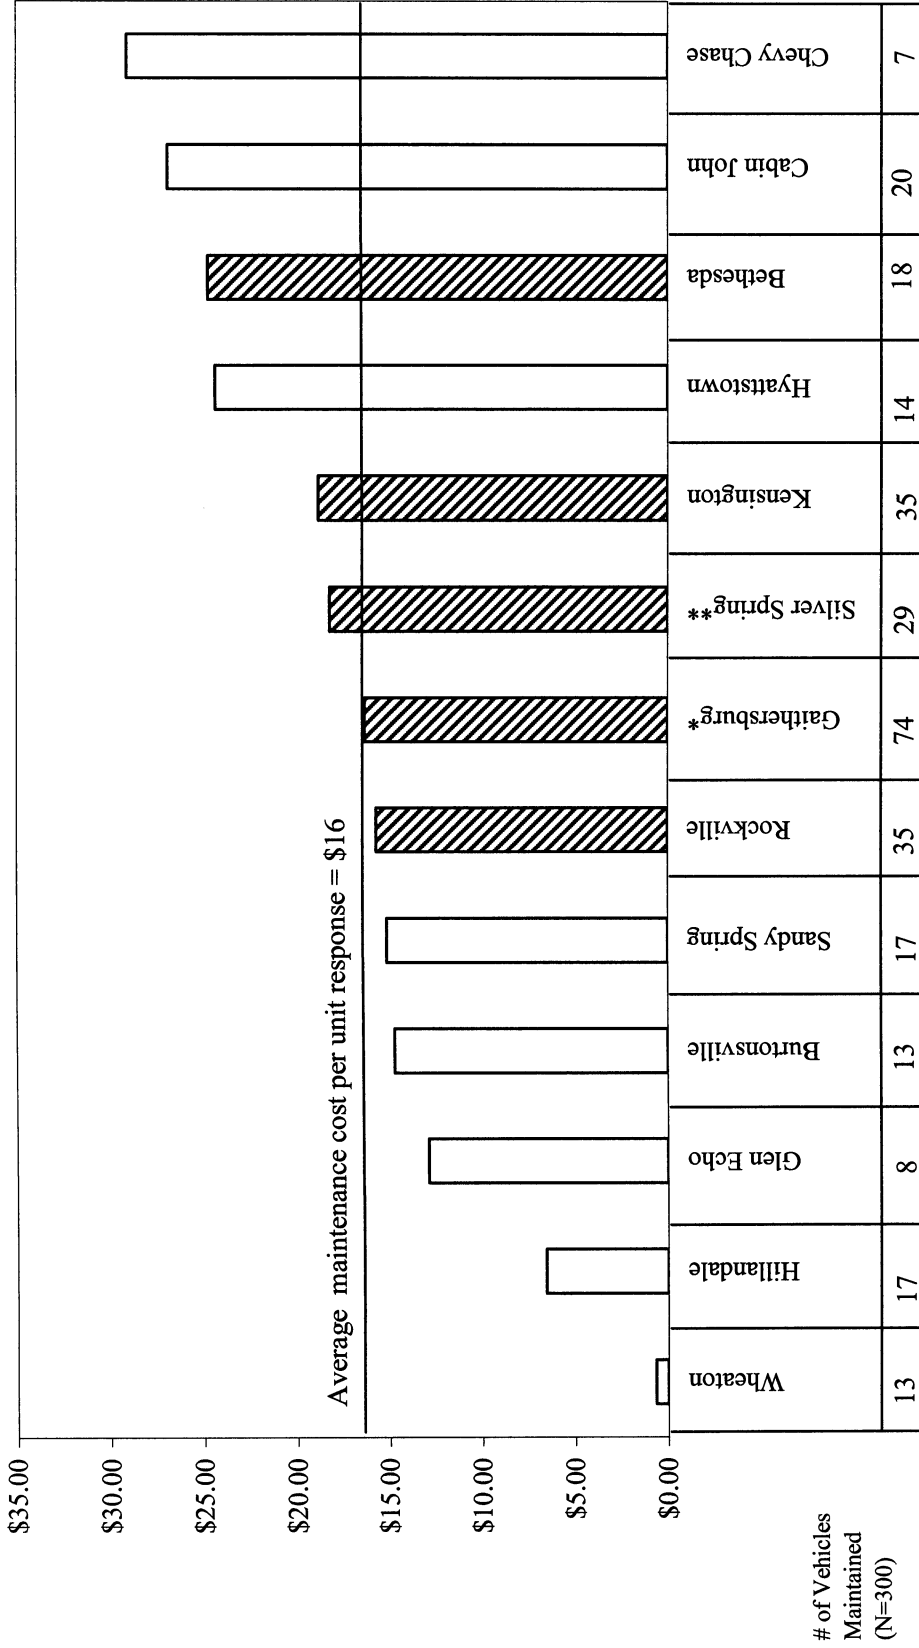 $35.00
$30.00
$25.00
$20.00
$15.00
$10.00
$5.00
$0.00
Average maintenance cost per unit response = $16
Wheaton
Hillandale
Glen Echo
Burtonsville
Sandy Spring
Rockville
Gaithersburg*
Silver Spring**
Kensington
Hyattstown
Bethesda
Cabin John
Chevy Chase
# of Vehicles
Maintained
(N=300)
13
17
8
13
17
35
74
29
35
14
18
20
7